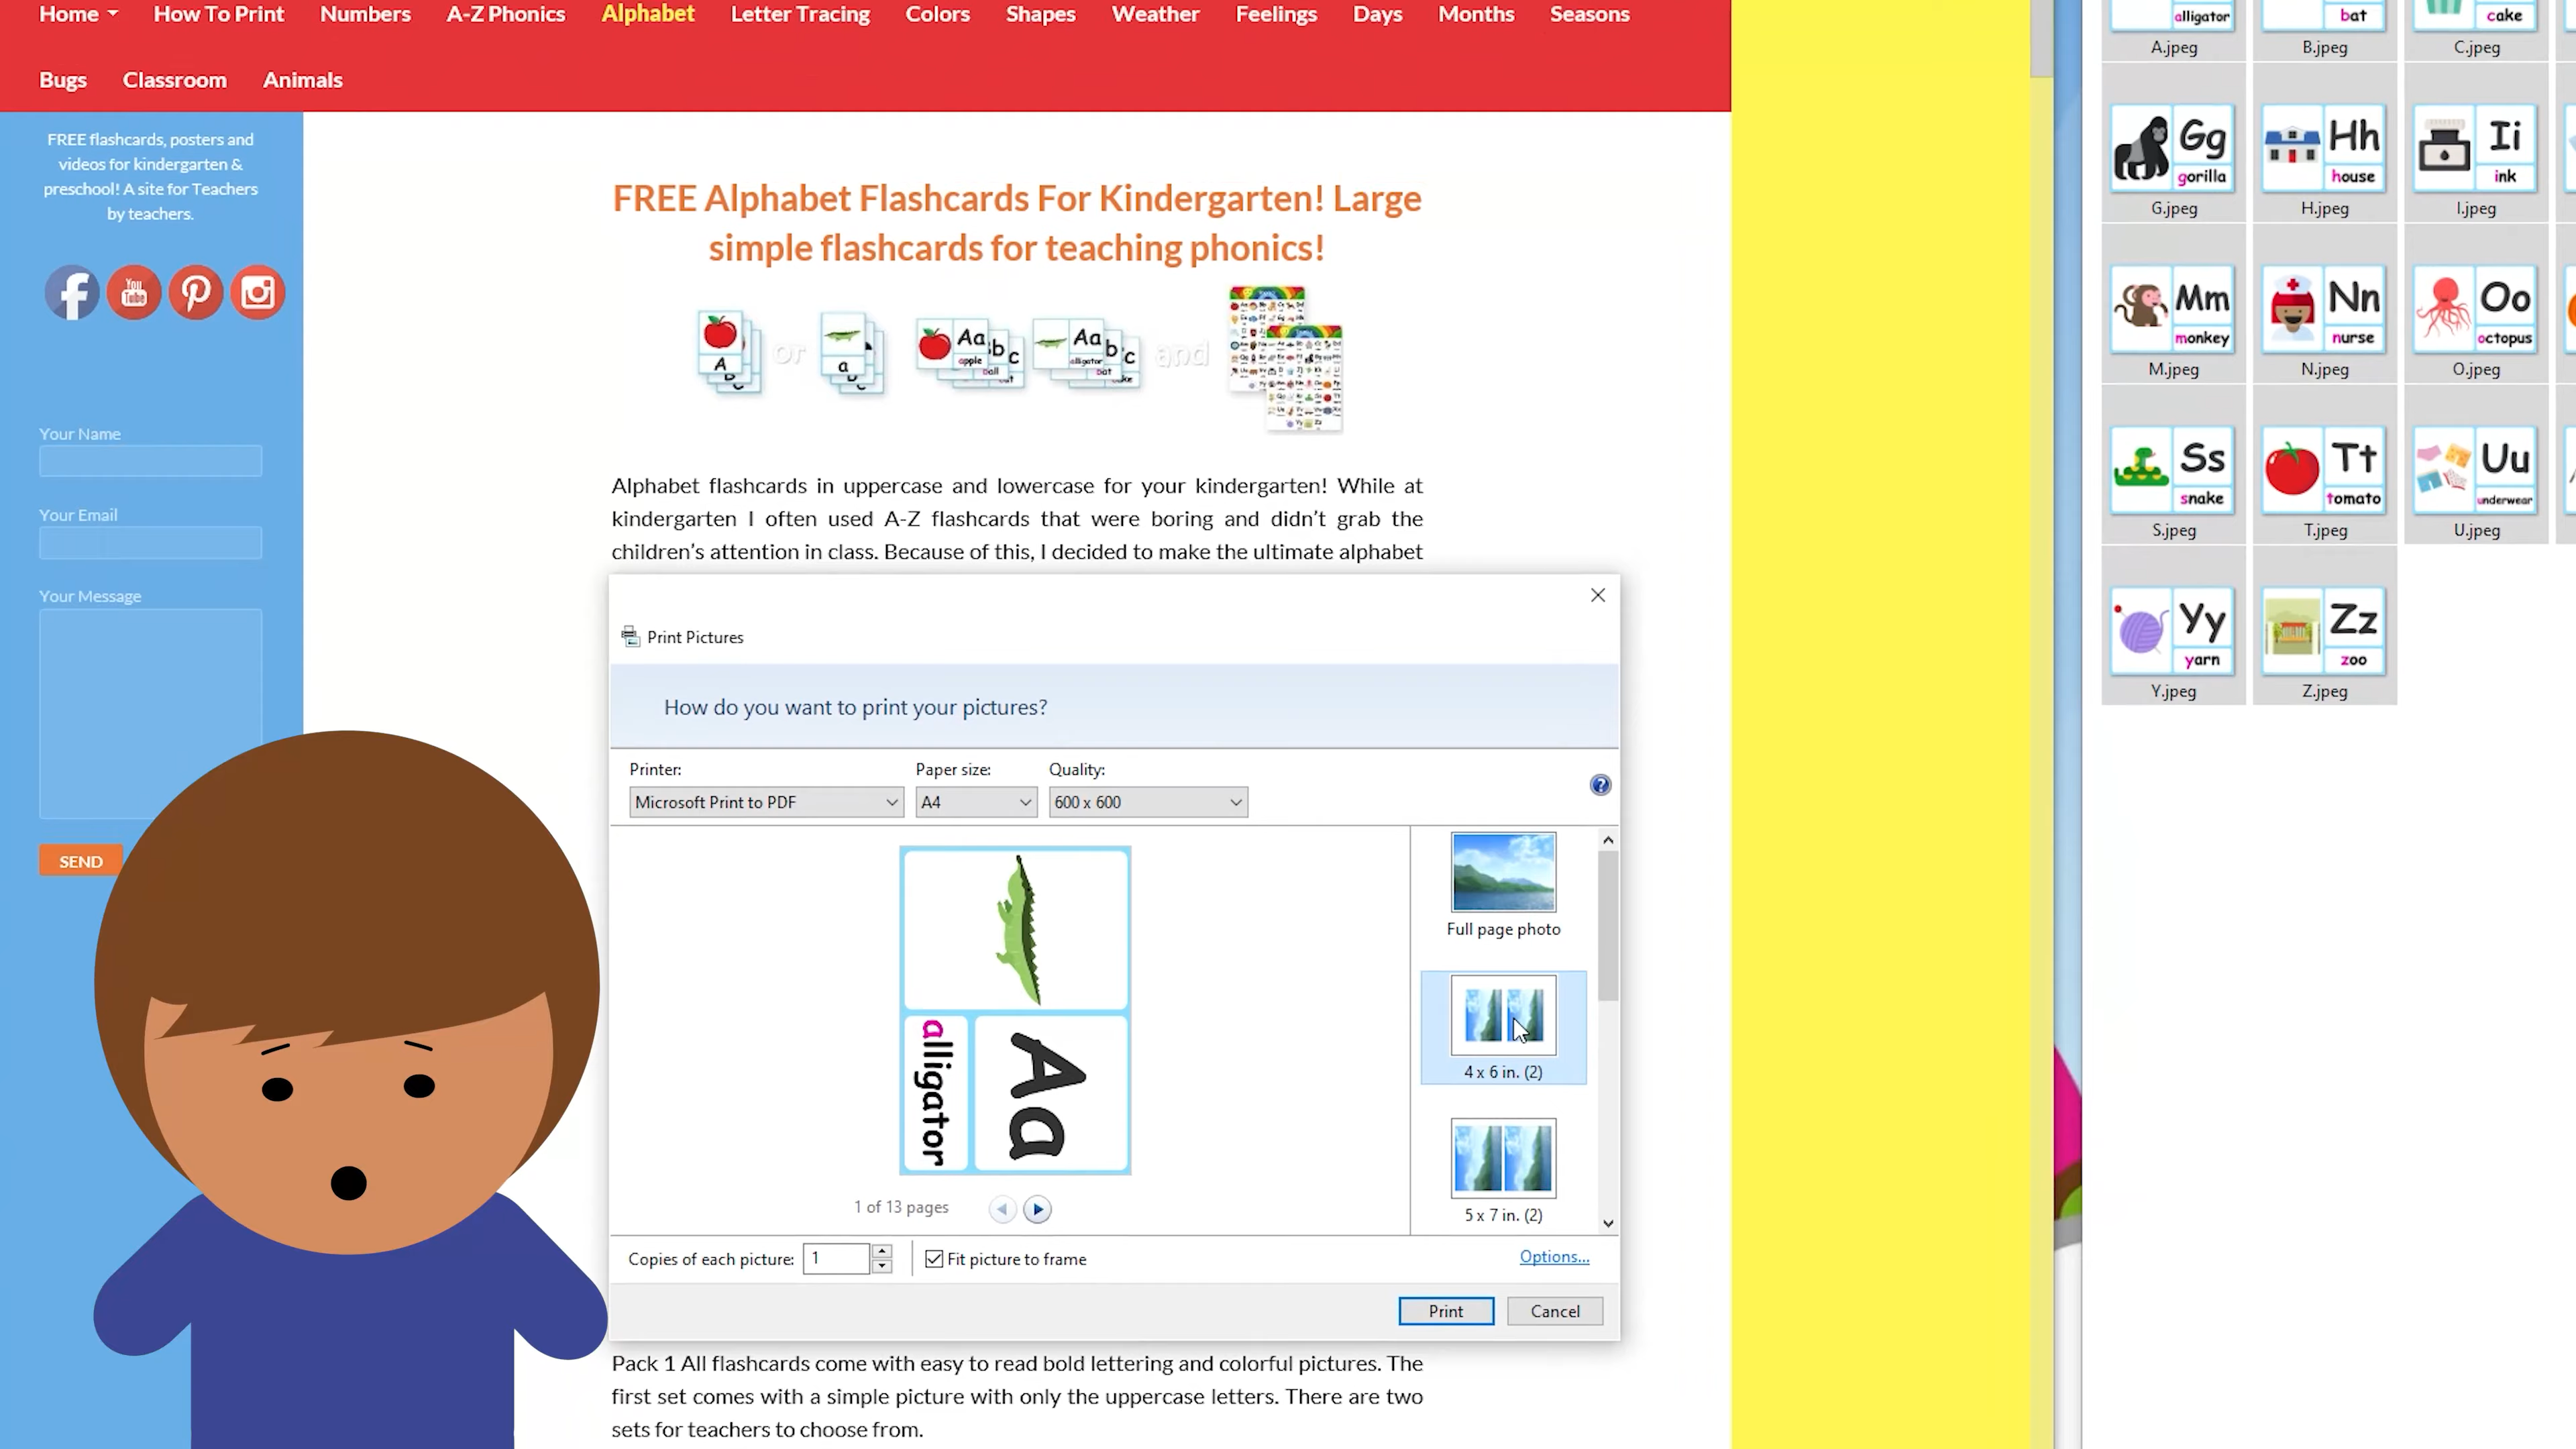 Home
How To Print
Numbers
A-Z Phonics
Alphabet
Letter Tracing
Colors
Shapes
Weather
Feelings
Days
Months
Seasons
Bugs
Classroom
Animals
FREE flashcards, posters and
videos for kindergarten &
preschool! A site for Teachers
by teachers.
You
Tube
Your Name
Your Email
Your Message
SEND
FREE Alphabet Flashcards For Kindergarten! Large
simple flashcards for teaching phonics!
A
or
a
Aa
apple
b
c
Aa
alligator
b
bat
c
and
Alphabet flashcards in uppercase and lowercase for your kindergarten! While at
kindergarten I often used A-Z flashcards that were boring and didn't grab the
children's attention in class. Because of this, I decided to make the ultimate alphabet
Print Pictures
How do you want to print your pictures?
Printer:
Paper size:
Quality:
Microsoft Print to PDF
A4
600 x 600
Aa
alligator
Full page photo
4 x 6 in. (2)
5 x 7 in. (2)
1 of 13 pages
Copies of each picture:
1
Fit picture to frame
Options...
Print
Cancel
Pack 1 All flashcards come with easy to read bold lettering and colorful pictures. The
first set comes with a simple picture with only the uppercase letters. There are two
sets for teachers to choose from.
alligator
bat
cake
A.jpeg
B.jpeg
C.jpeg
Gg
gorilla
Hh
house
Ii
ink
G.jpeg
H.jpeg
I.jpeg
Mm
monkey
Nn
nurse
Oo
octopus
M.jpeg
N.jpeg
O.jpeg
Ss
snake
Tt
tomato
Uu
underwear
S.jpeg
T.jpeg
U.jpeg
Yy
yarn
Zz
zoo
Y.jpeg
Z.jpeg